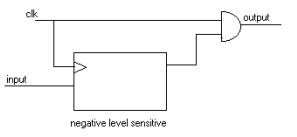 clk
output
input
negative level sensitive